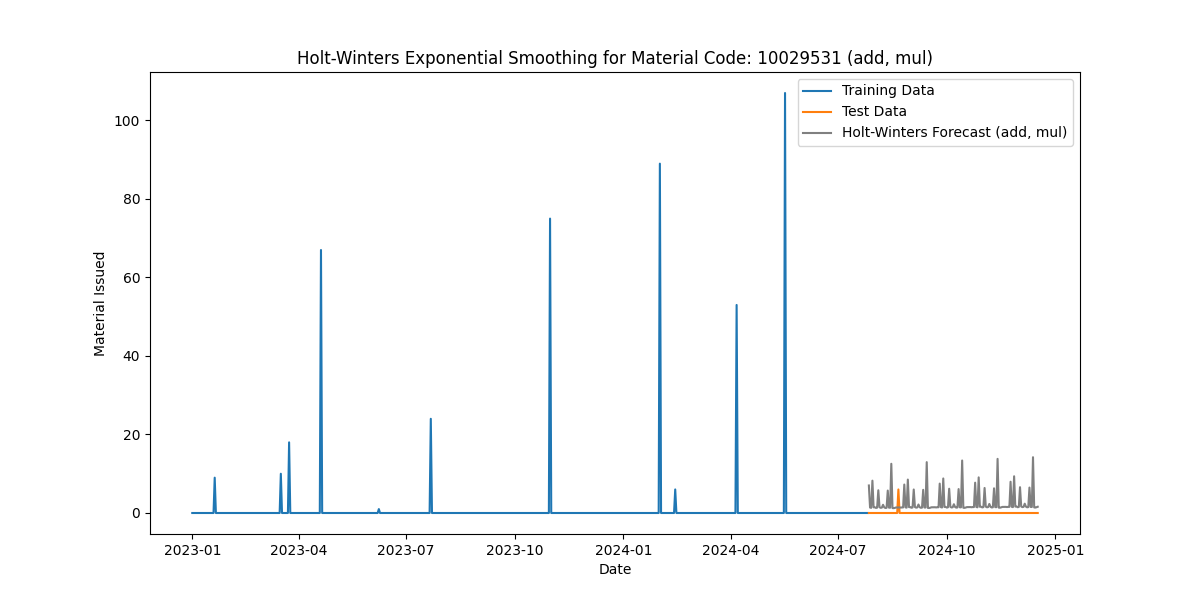 Holt-Winters Exponential Smoothing for Material Code: 10029531 (add, mul)
Training Data
Test Data
Holt-Winters Forecast (add, mul)
Material Issued
100
80
60
40
20
0
2023-01 2023-04 2023-07 2023-10 2024-01 2024-04 2024-07 2024-10 2025-01
Date